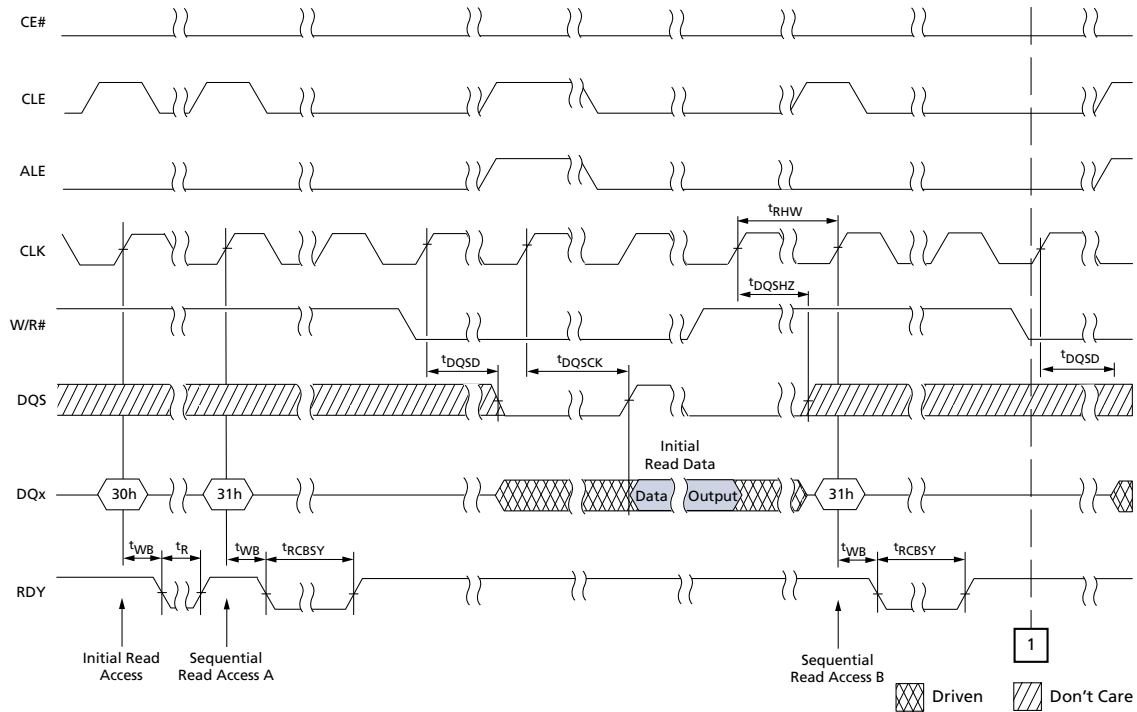 CE#
CLE
ALE
tRHW
CLK
tDQSHZ
W/R#
tDQSD
tDQSCK
tDQSD
DQS
Initial
Read Data
DQx
30h
31h
Data
Output
31h
tWB
tR
tWB
tRCBSY
tWB
tRCBSY
RDY
Initial Read
Access
Sequential
Read Access A
Sequential
Read Access B
1
Driven
Don't Care